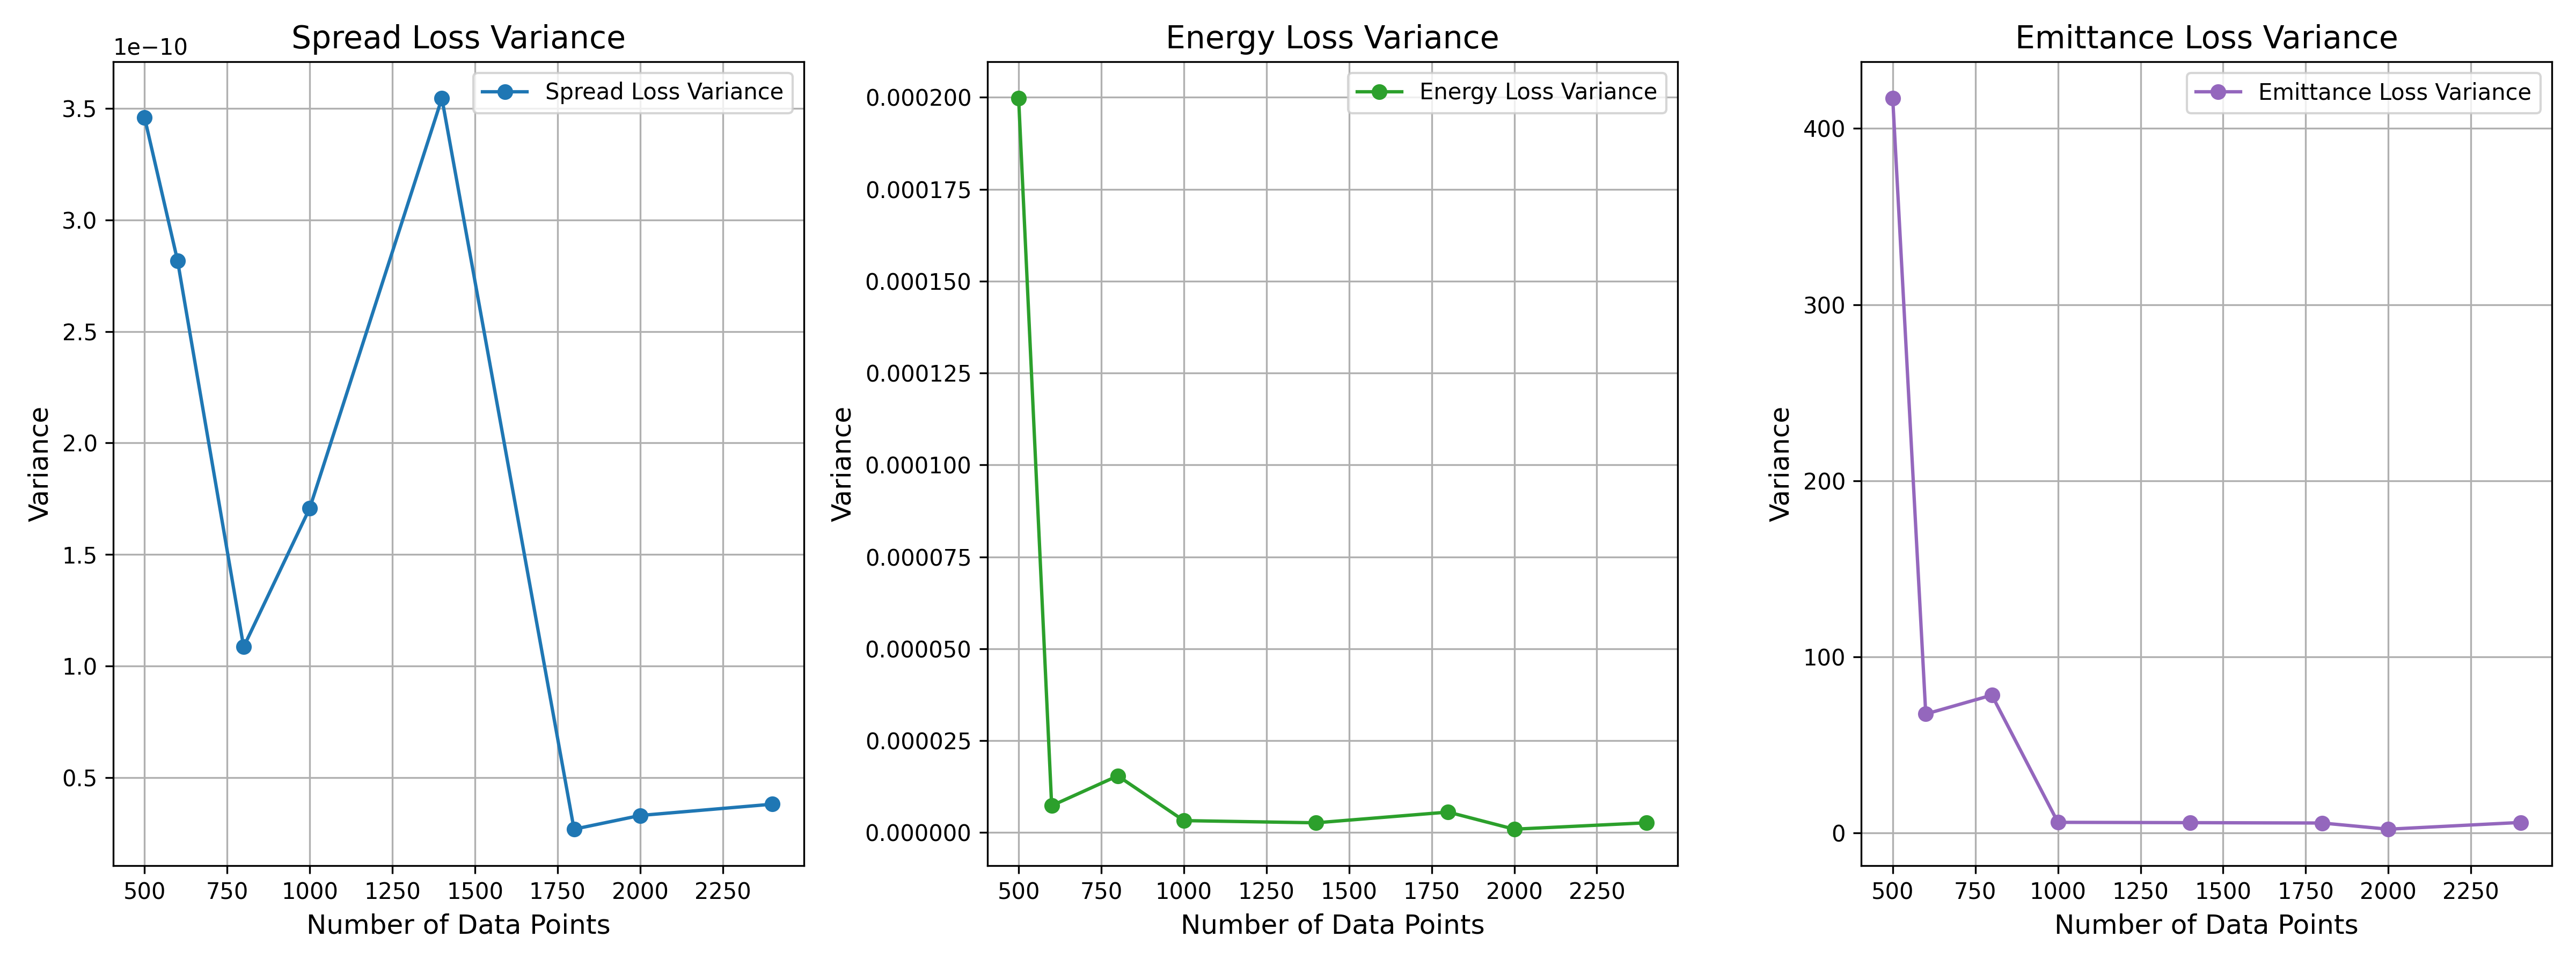 Spread Loss Variance
1e−10
Spread Loss Variance
3.5
3.0
2.5
2.0
1.5
1.0
0.5
Variance
500 750 1000 1250 1500 1750 2000 2250
Number of Data Points
Energy Loss Variance
Energy Loss Variance
0.000200
0.000175
0.000150
0.000125
0.000100
0.000075
0.000050
0.000025
0.000000
Variance
500 750 1000 1250 1500 1750 2000 2250
Number of Data Points
Emittance Loss Variance
Emittance Loss Variance
400
300
200
100
0
Variance
500 750 1000 1250 1500 1750 2000 2250
Number of Data Points